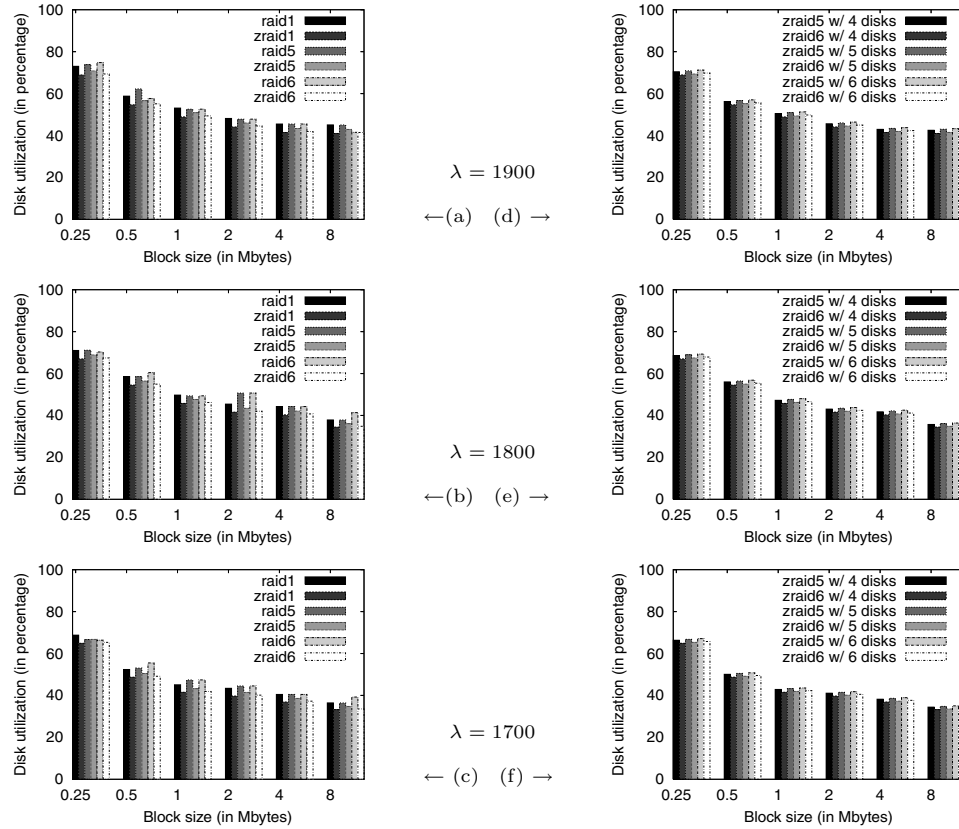 Disk utilization (in percentage)
100
80
60
40
20
0
raid1
zraid1
raid5
zraid5
raid6
zraid6
0.25 0.5 1 2 4 8
Block size (in Mbytes)
λ = 1900
←(a) (d) →
Disk utilization (in percentage)
100
80
60
40
20
0
zraid5 w/ 4 disks
zraid6 w/ 4 disks
zraid5 w/ 5 disks
zraid6 w/ 5 disks
zraid5 w/ 6 disks
zraid6 w/ 6 disks
0.25 0.5 1 2 4 8
Block size (in Mbytes)
Disk utilization (in percentage)
100
80
60
40
20
0
raid1
zraid1
raid5
zraid5
raid6
zraid6
0.25 0.5 1 2 4 8
Block size (in Mbytes)
λ = 1800
←(b) (e) →
Disk utilization (in percentage)
100
80
60
40
20
0
zraid5 w/ 4 disks
zraid6 w/ 4 disks
zraid5 w/ 5 disks
zraid6 w/ 5 disks
zraid5 w/ 6 disks
zraid6 w/ 6 disks
0.25 0.5 1 2 4 8
Block size (in Mbytes)
Disk utilization (in percentage)
100
80
60
40
20
0
raid1
zraid1
raid5
zraid5
raid6
zraid6
0.25 0.5 1 2 4 8
Block size (in Mbytes)
λ = 1700
← (c) (f) →
Disk utilization (in percentage)
100
80
60
40
20
0
zraid5 w/ 4 disks
zraid6 w/ 4 disks
zraid5 w/ 5 disks
zraid6 w/ 5 disks
zraid5 w/ 6 disks
zraid6 w/ 6 disks
0.25 0.5 1 2 4 8
Block size (in Mbytes)